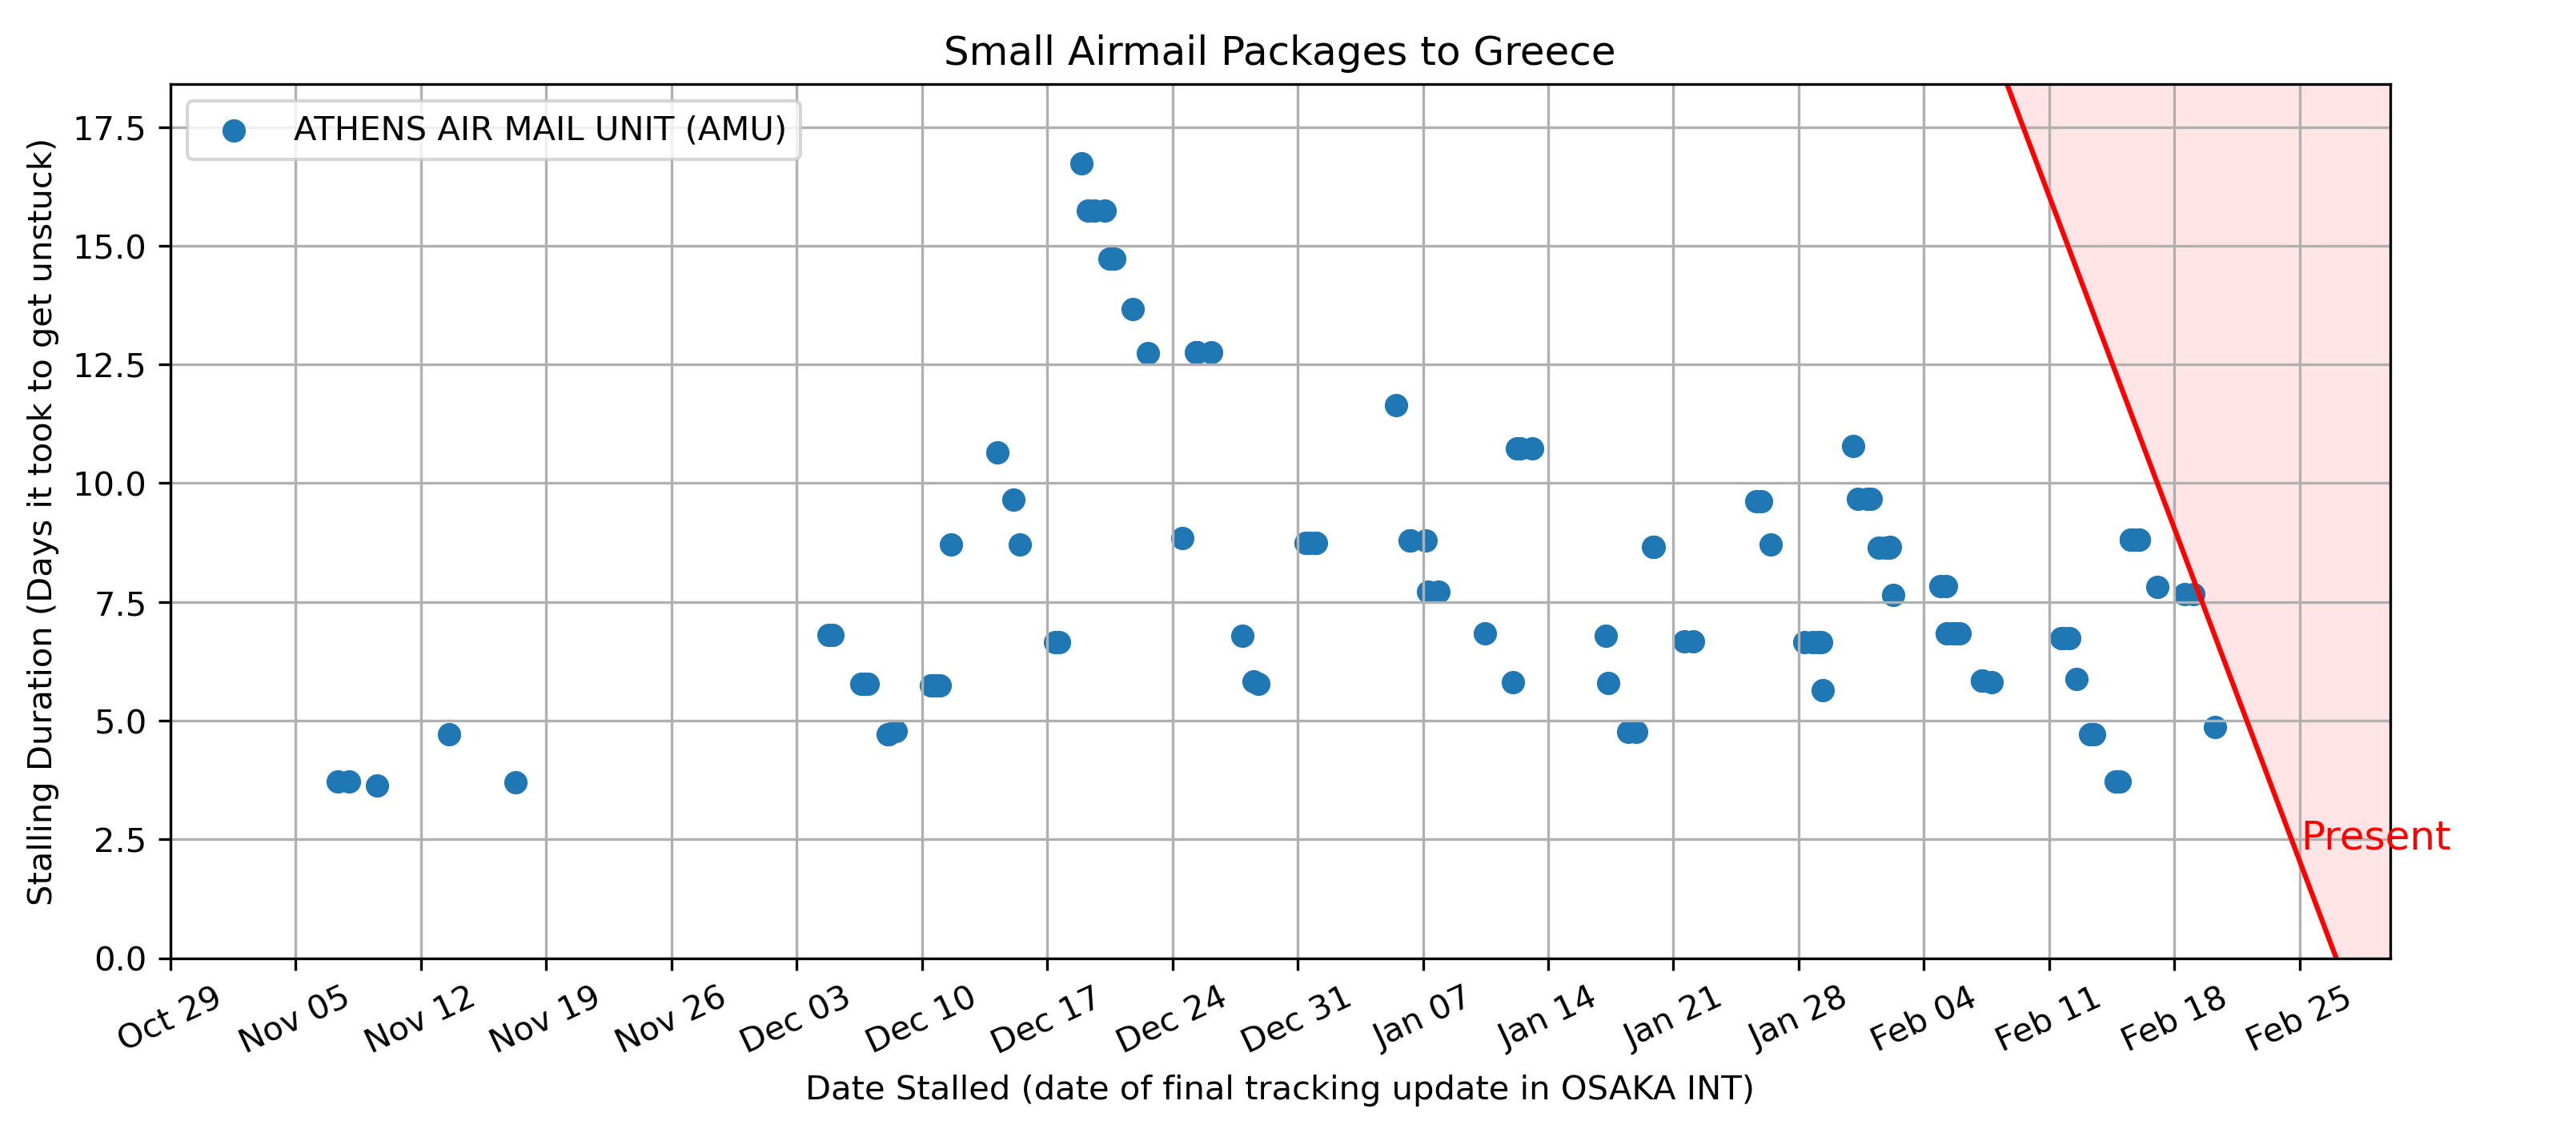 Small Airmail Packages to Greece
ATHENS AIR MAIL UNIT (AMU)
Stalling Duration (Days it took to get unstuck)
17.5
15.0
12.5
10.0
7.5
5.0
2.5
0.0
Present
Oct 29
Nov 05
Nov 12
Nov 19
Nov 26
Dec 03
Dec 10
Dec 17
Dec 24
Dec 31
Jan 07
Jan 14
Jan 21
Jan 28
Feb 04
Feb 11
Feb 18
Feb 25
Date Stalled (date of final tracking update in OSAKA INT)